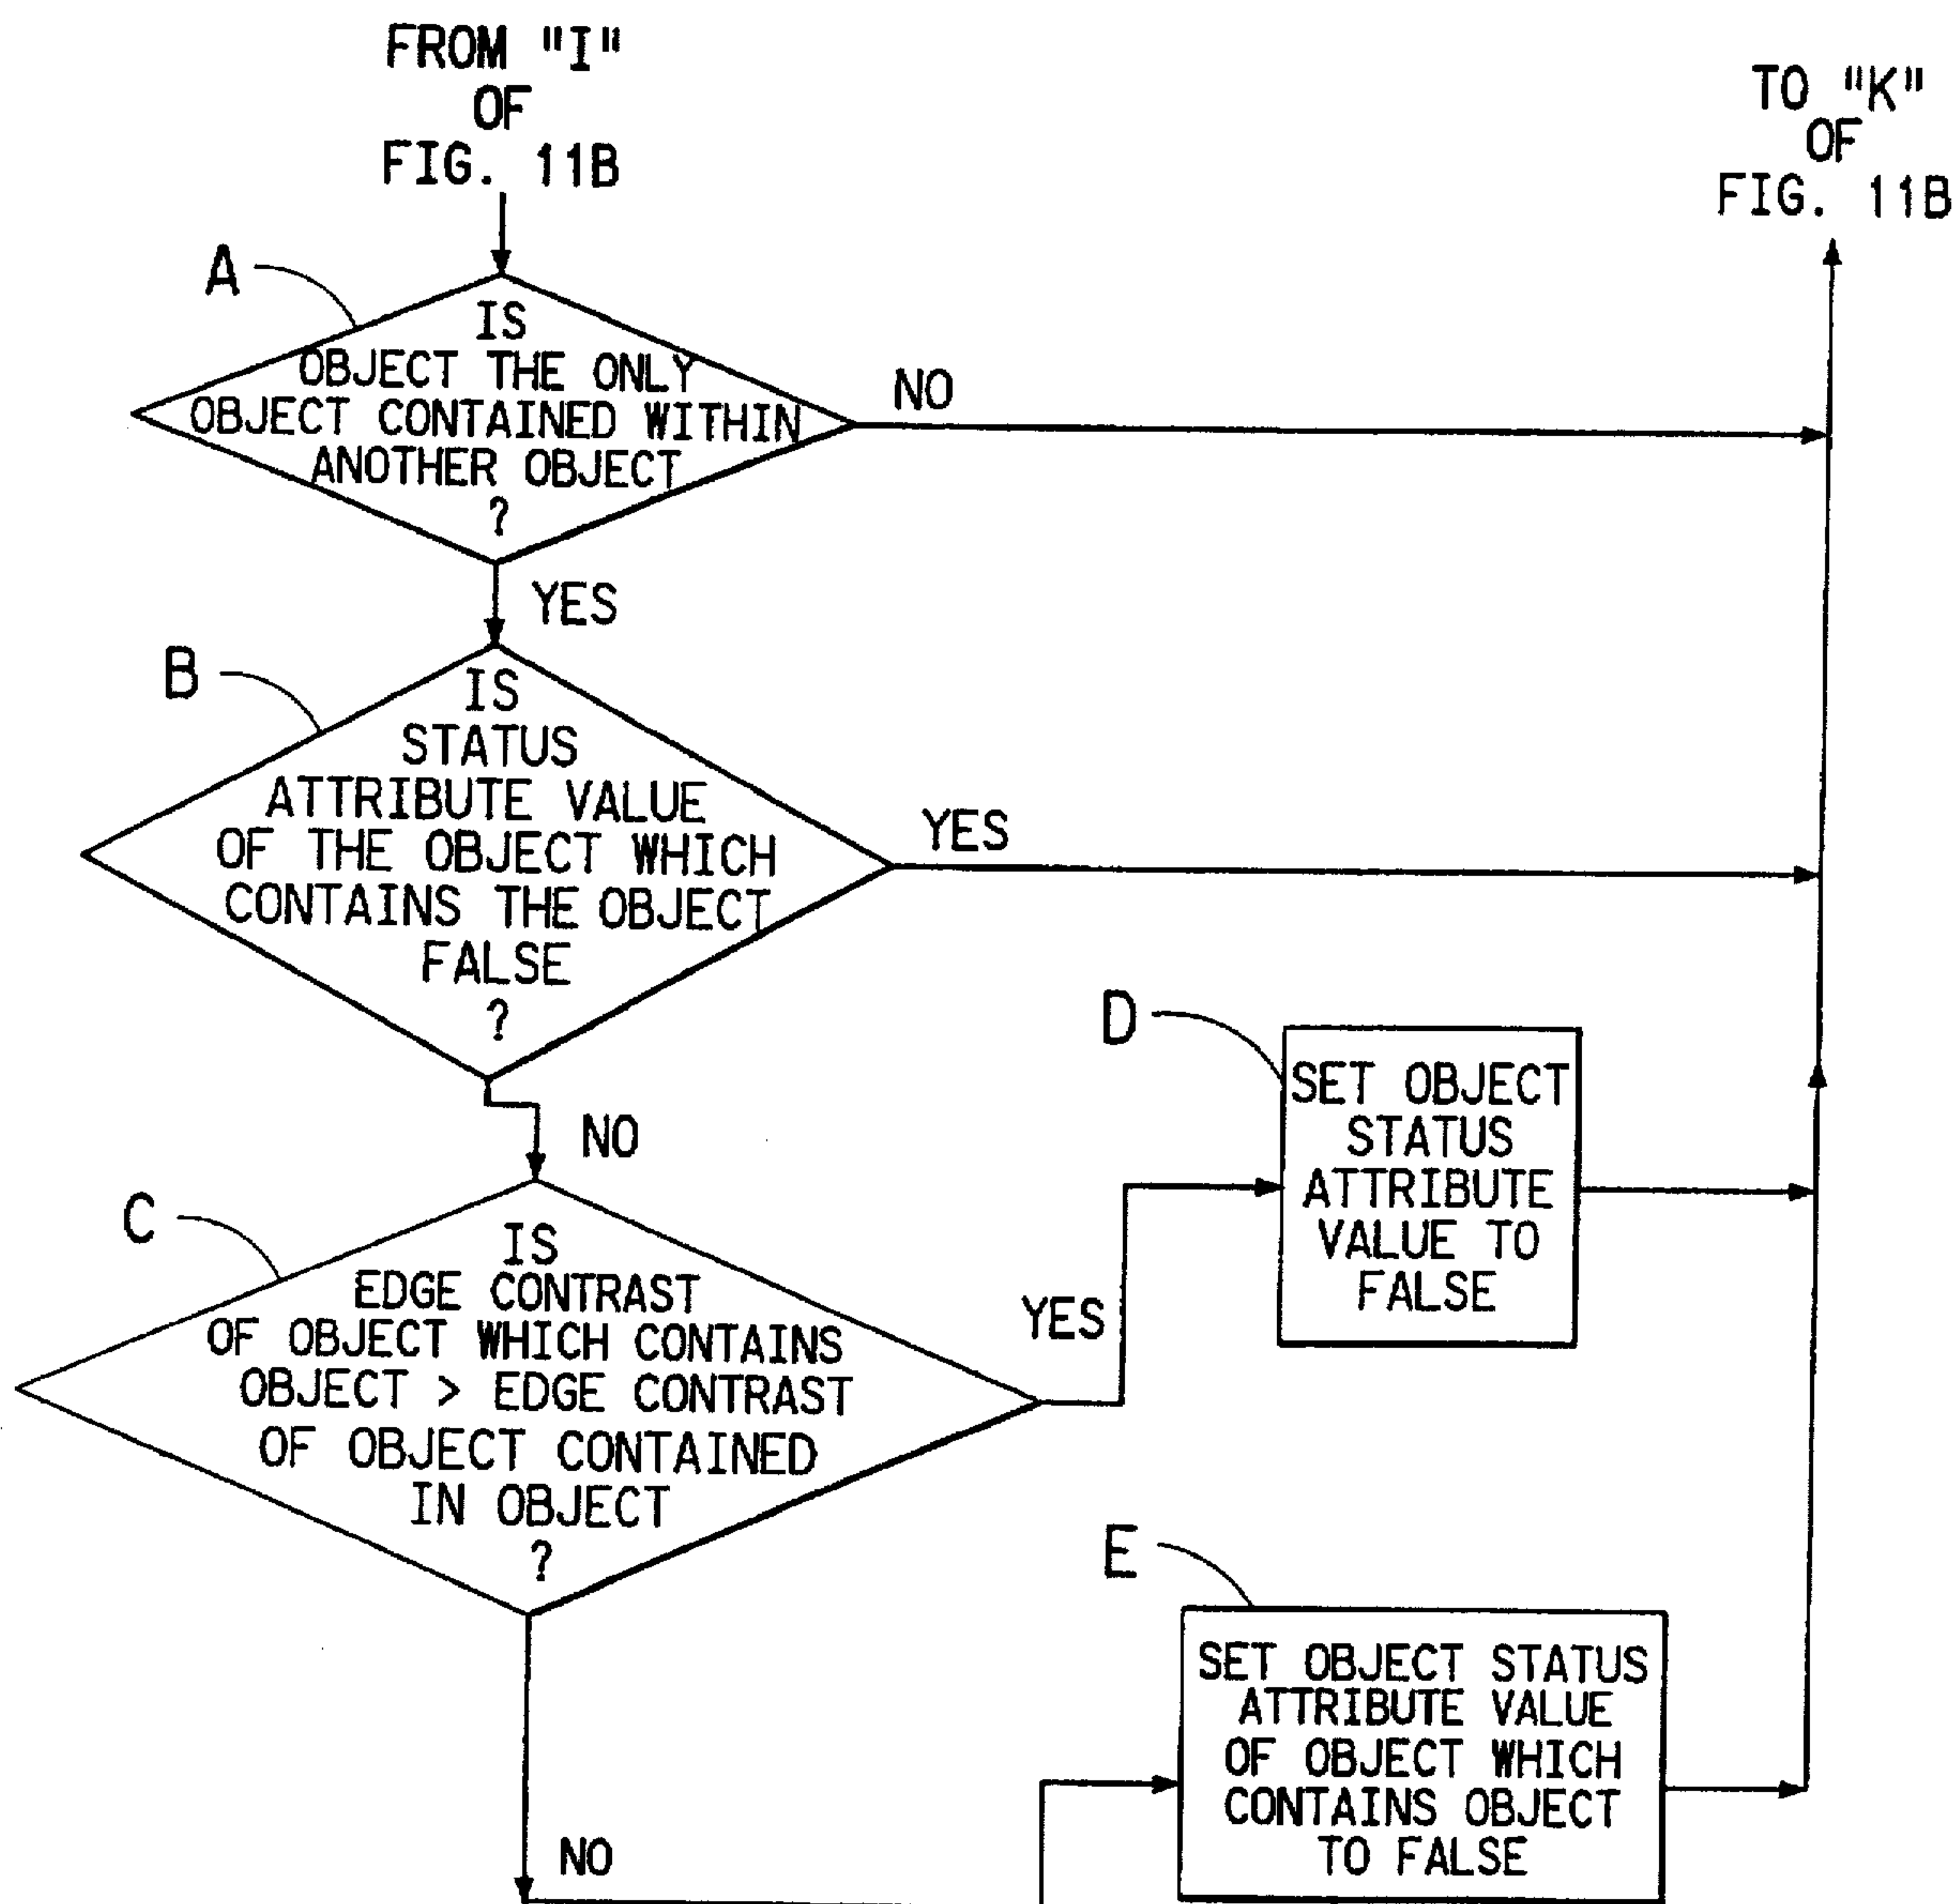 FROM "I"
OF
FIG. 11B
TO "K"
OF
FIG. 11B
A
IS
OBJECT THE ONLY
OBJECT CONTAINED WITHIN
ANOTHER OBJECT
?
NO
YES
B
IS
STATUS
ATTRIBUTE VALUE
OF THE OBJECT WHICH
CONTAINS THE OBJECT
FALSE
?
YES
NO
D
SET OBJECT
STATUS
ATTRIBUTE
VALUE TO
FALSE
C
IS
EDGE CONTRAST
OF OBJECT WHICH CONTAINS
OBJECT > EDGE CONTRAST
OF OBJECT CONTAINED
IN OBJECT
?
YES
NO
E
SET OBJECT STATUS
ATTRIBUTE VALUE
OF OBJECT WHICH
CONTAINS OBJECT
TO FALSE